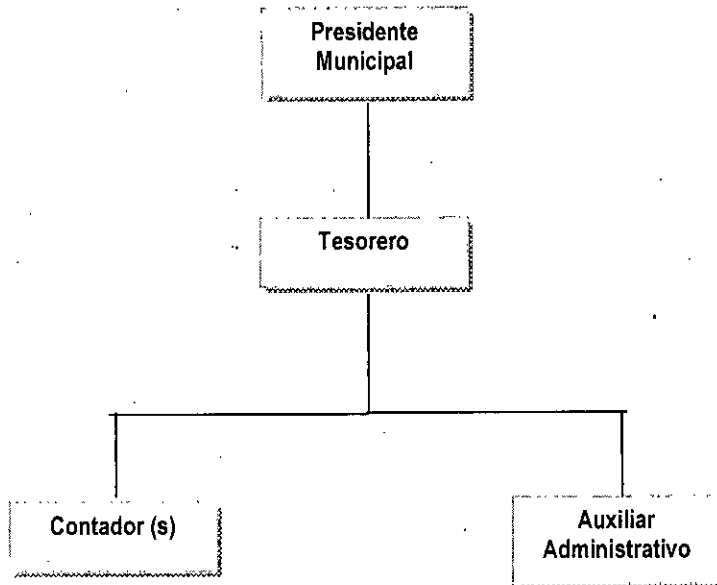 Presidente
Municipal
Tesorero
Contador (s)
Auxiliar
Administrativo